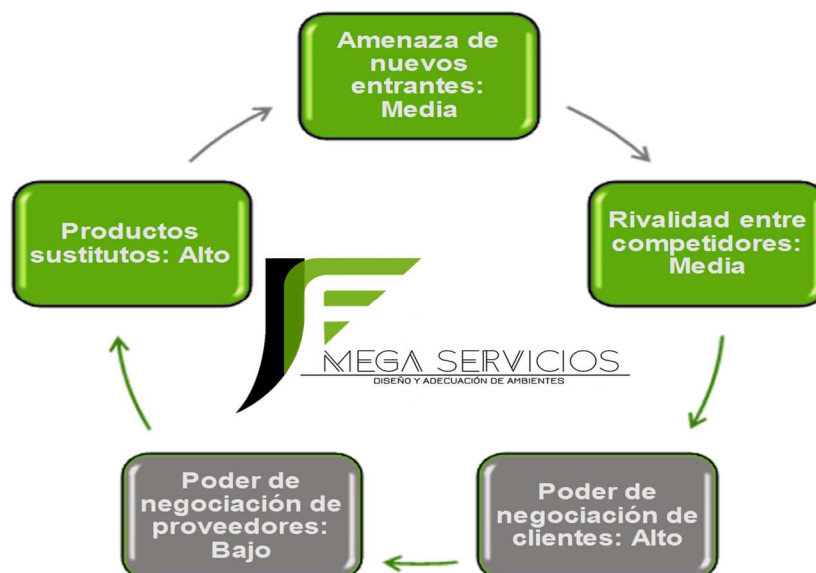 Amenaza de
nuevos
entrantes:
Media
Rivalidad entre
competidores:
Media
Productos
sustitutos: Alto
JF
MEGA SERVICIOS
DISEÑO Y ADECUACIÓN DE AMBIENTES
Poder de
negociación de
proveedores:
Bajo
Poder de
negociación de
clientes: Alto